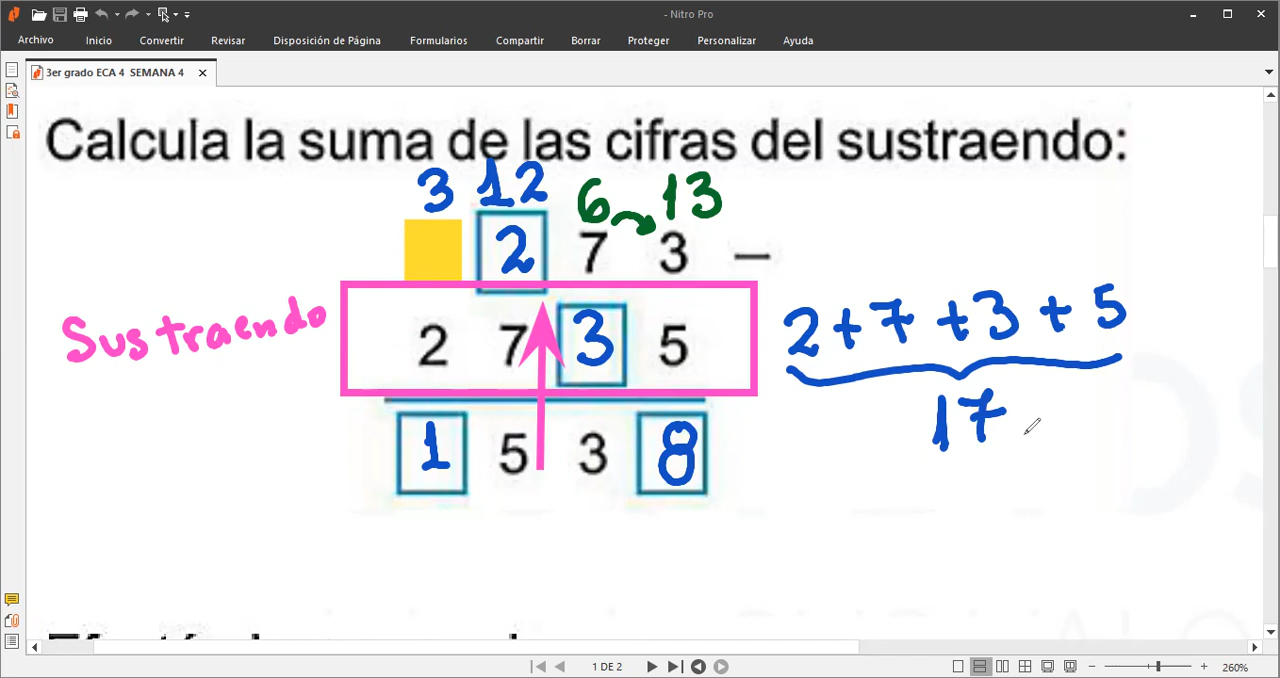 - Nitro Pro
Archivo Inicio Convertir Revisar Disposición de Página Formularios Compartir Borrar Proteger Personalizar Ayuda
3er grado ECA 4 SEMANA 4
Calcula la suma de las cifras del sustraendo:
3 12 6 13
2 7 3 −
Sustraendo 2 7 3 5 2+7+3+5
1 5 3 8 17
1 DE 2
260%